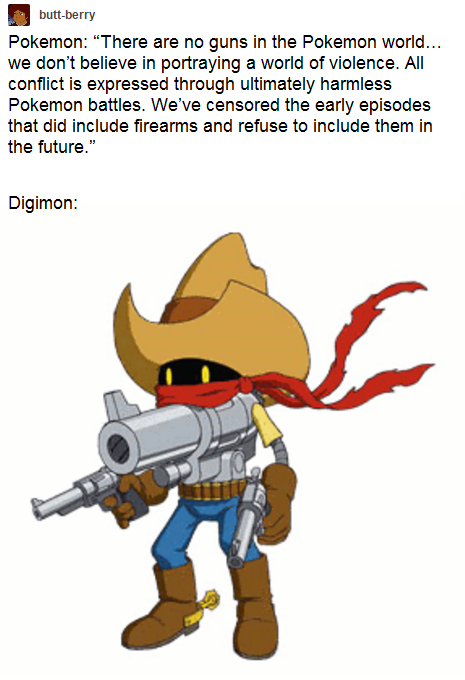 butt-berry
Pokemon: “There are no guns in the Pokemon world…
we don’t believe in portraying a world of violence. All
conflict is expressed through ultimately harmless
Pokemon battles. We’ve censored the early episodes
that did include firearms and refuse to include them in
the future.”
Digimon: